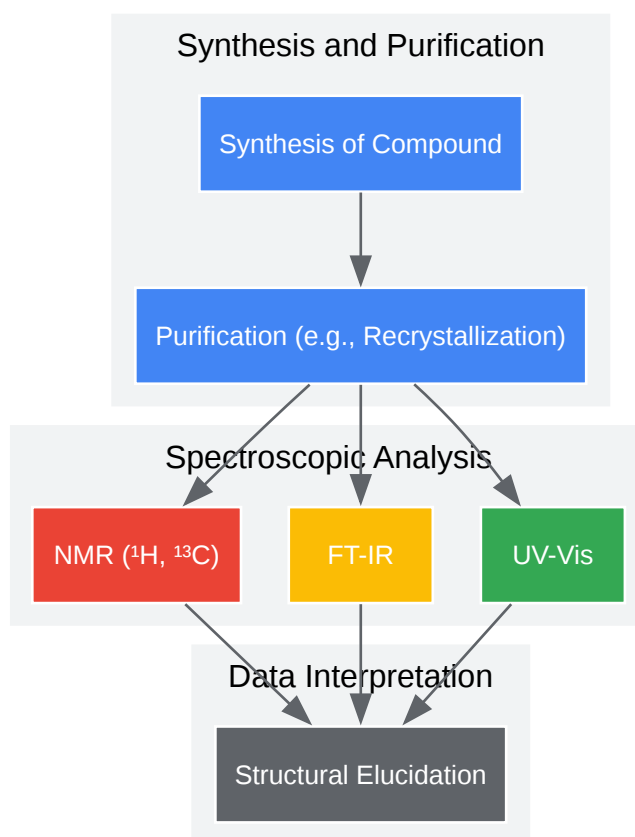 Synthesis and Purification
Synthesis of Compound
Purification (e.g., Recrystallization)
Spectroscopic Analysis
NMR (¹H, ¹³C)
FT-IR
UV-Vis
Data Interpretation
Structural Elucidation